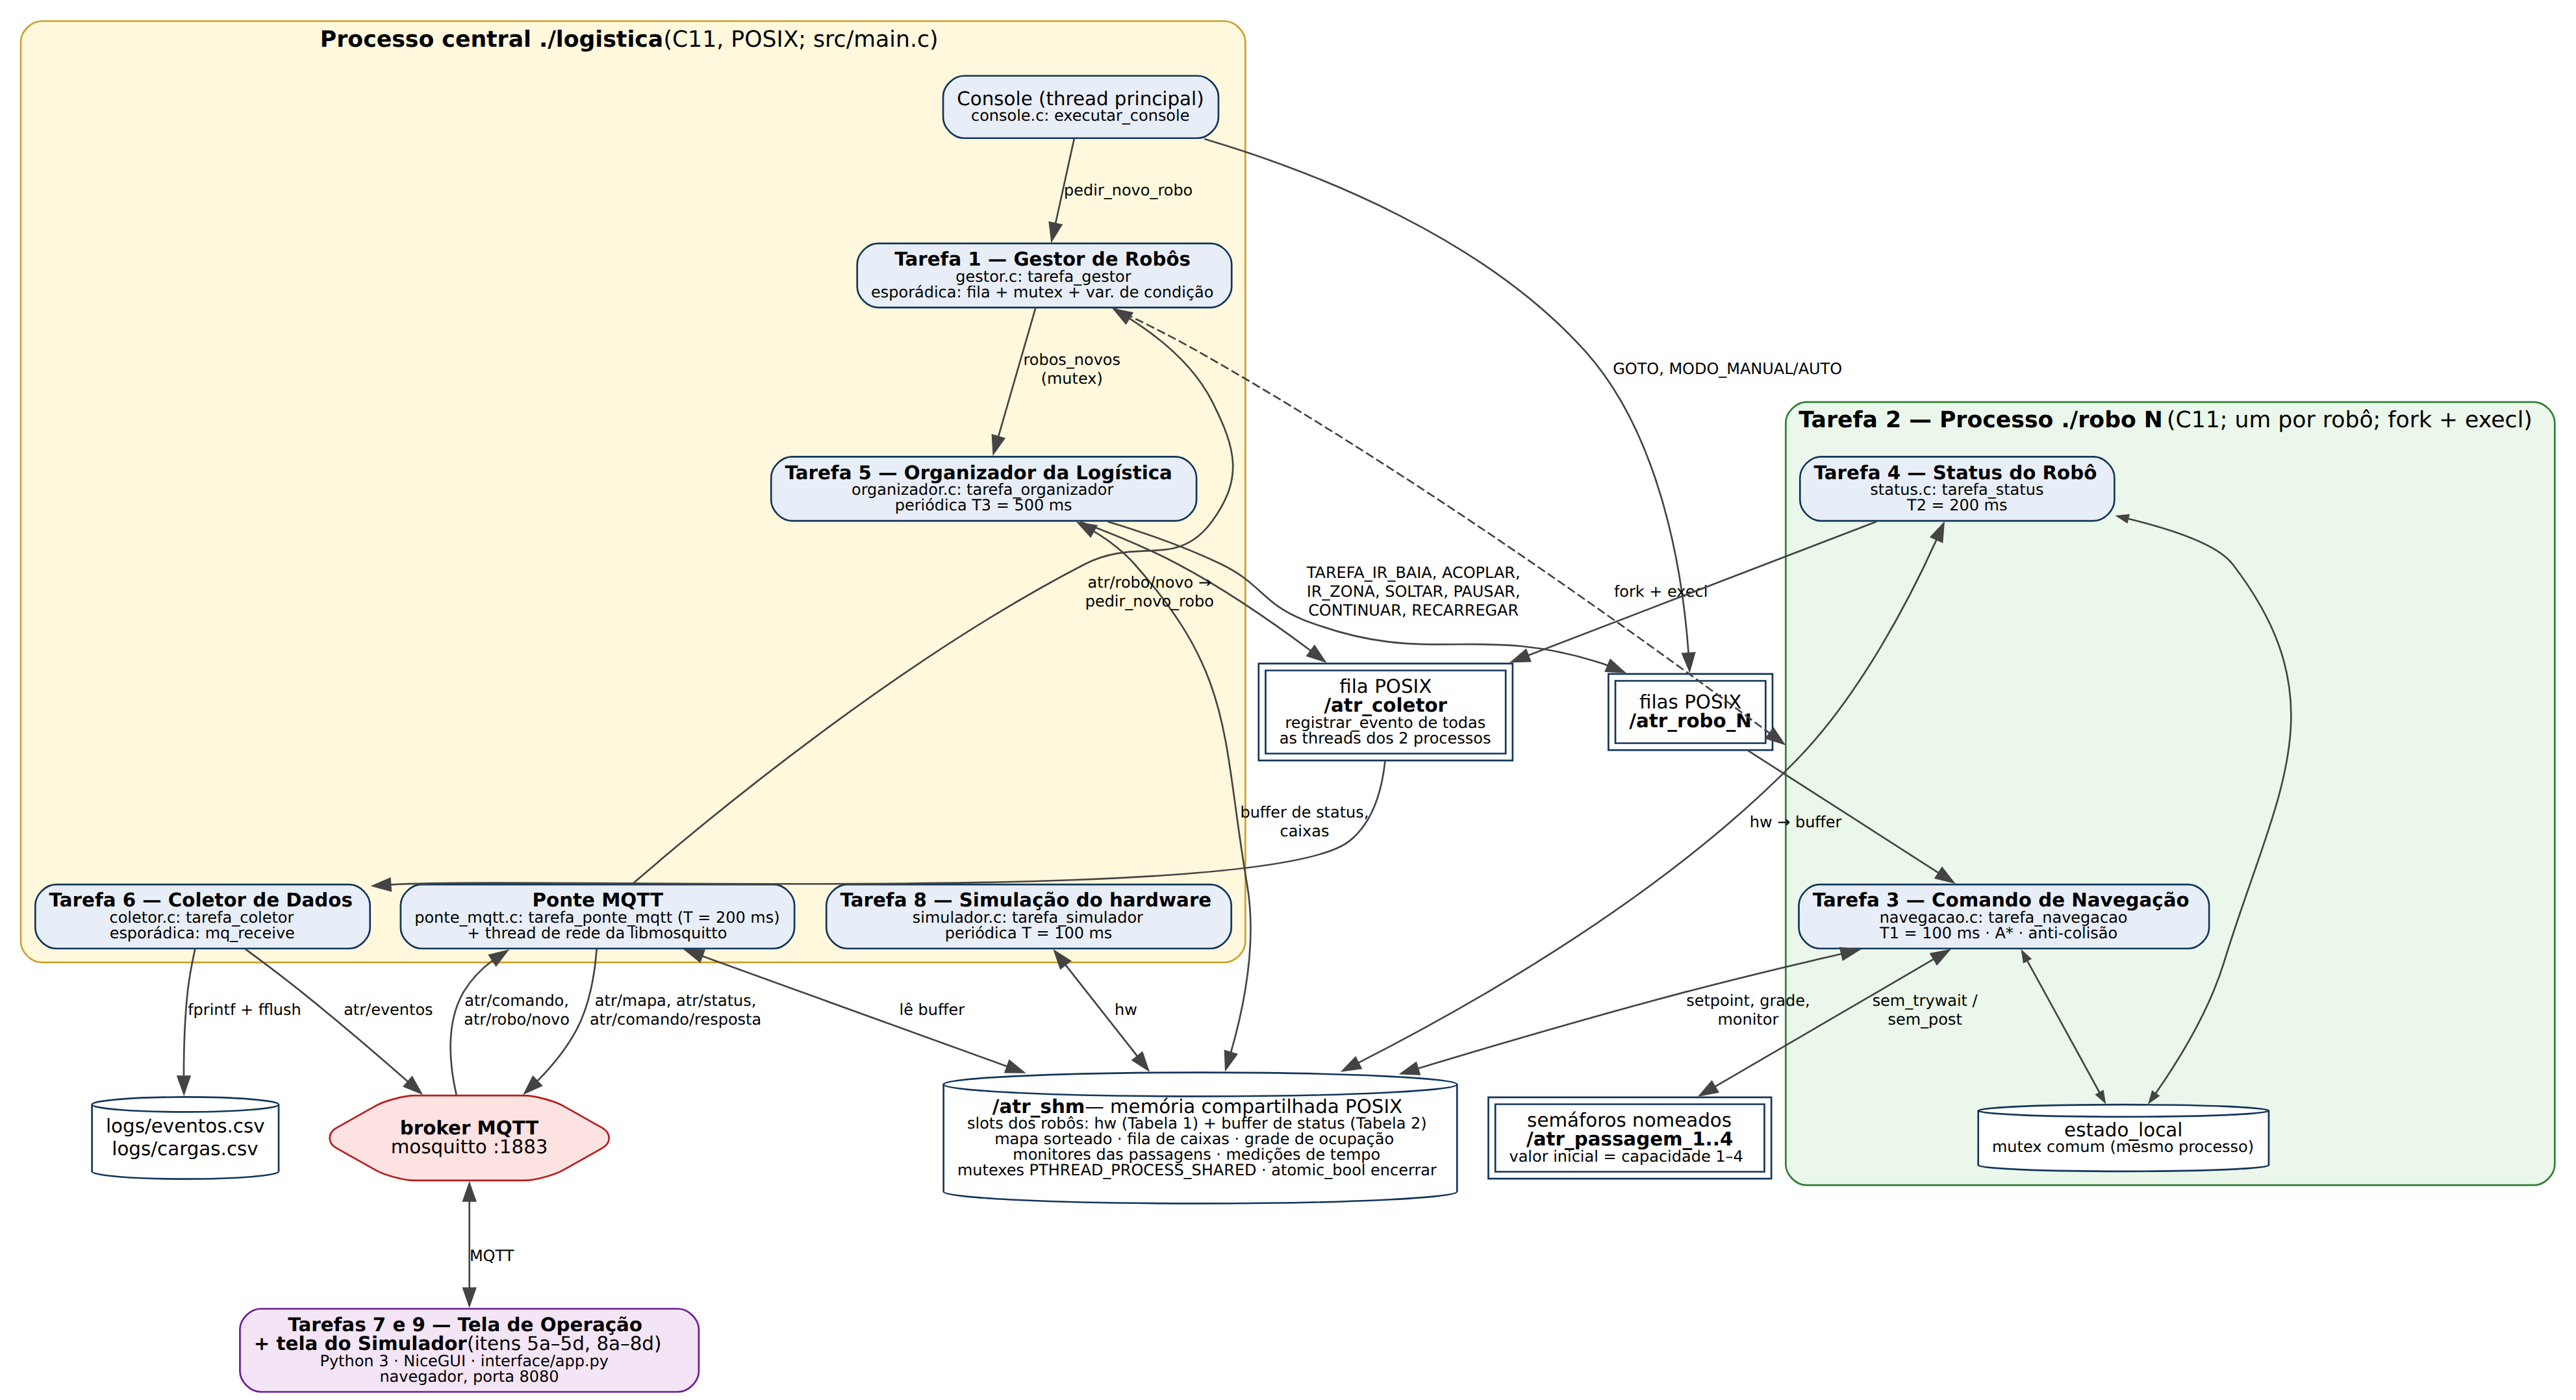 Processo central ./logistica(C11, POSIX; src/main.c)
Console (thread principal)
console.c: executar_console
pedir_novo_robo
Tarefa 1 — Gestor de Robôs
gestor.c: tarefa_gestor
esporádica: fila + mutex + var. de condição
robos_novos
(mutex)
GOTO, MODO_MANUAL/AUTO
Tarefa 2 — Processo ./robo N (C11; um por robô; fork + execl)
Tarefa 5 — Organizador da Logística
organizador.c: tarefa_organizador
periódica T3 = 500 ms
Tarefa 4 — Status do Robô
status.c: tarefa_status
T2 = 200 ms
atr/robo/novo →
pedir_novo_robo
TAREFA_IR_BAIA, ACOPLAR,
IR_ZONA, SOLTAR, PAUSAR,
CONTINUAR, RECARREGAR
fork + execl
fila POSIX
/atr_coletor
registrar_evento de todas
as threads dos 2 processos
filas POSIX
/atr_robo_N
buffer de status,
caixas
hw → buffer
Tarefa 6 — Coletor de Dados
coletor.c: tarefa_coletor
esporádica: mq_receive
Ponte MQTT
ponte_mqtt.c: tarefa_ponte_mqtt (T = 200 ms)
+ thread de rede da libmosquitto
Tarefa 8 — Simulação do hardware
simulador.c: tarefa_simulador
periódica T = 100 ms
Tarefa 3 — Comando de Navegação
navegacao.c: tarefa_navegacao
T1 = 100 ms · A* · anti-colisão
fprintf + fflush
atr/eventos
atr/comando,
atr/robo/novo
atr/mapa, atr/status,
atr/comando/resposta
lê buffer
hw
setpoint, grade,
monitor
sem_trywait /
sem_post
logs/eventos.csv
logs/cargas.csv
broker MQTT
mosquitto :1883
/atr_shm— memória compartilhada POSIX
slots dos robôs: hw (Tabela 1) + buffer de status (Tabela 2)
mapa sorteado · fila de caixas · grade de ocupação
monitores das passagens · medições de tempo
mutexes PTHREAD_PROCESS_SHARED · atomic_bool encerrar
semáforos nomeados
/atr_passagem_1..4
valor inicial = capacidade 1–4
estado_local
mutex comum (mesmo processo)
MQTT
Tarefas 7 e 9 — Tela de Operação
+ tela do Simulador(itens 5a–5d, 8a–8d)
Python 3 · NiceGUI · interface/app.py
navegador, porta 8080